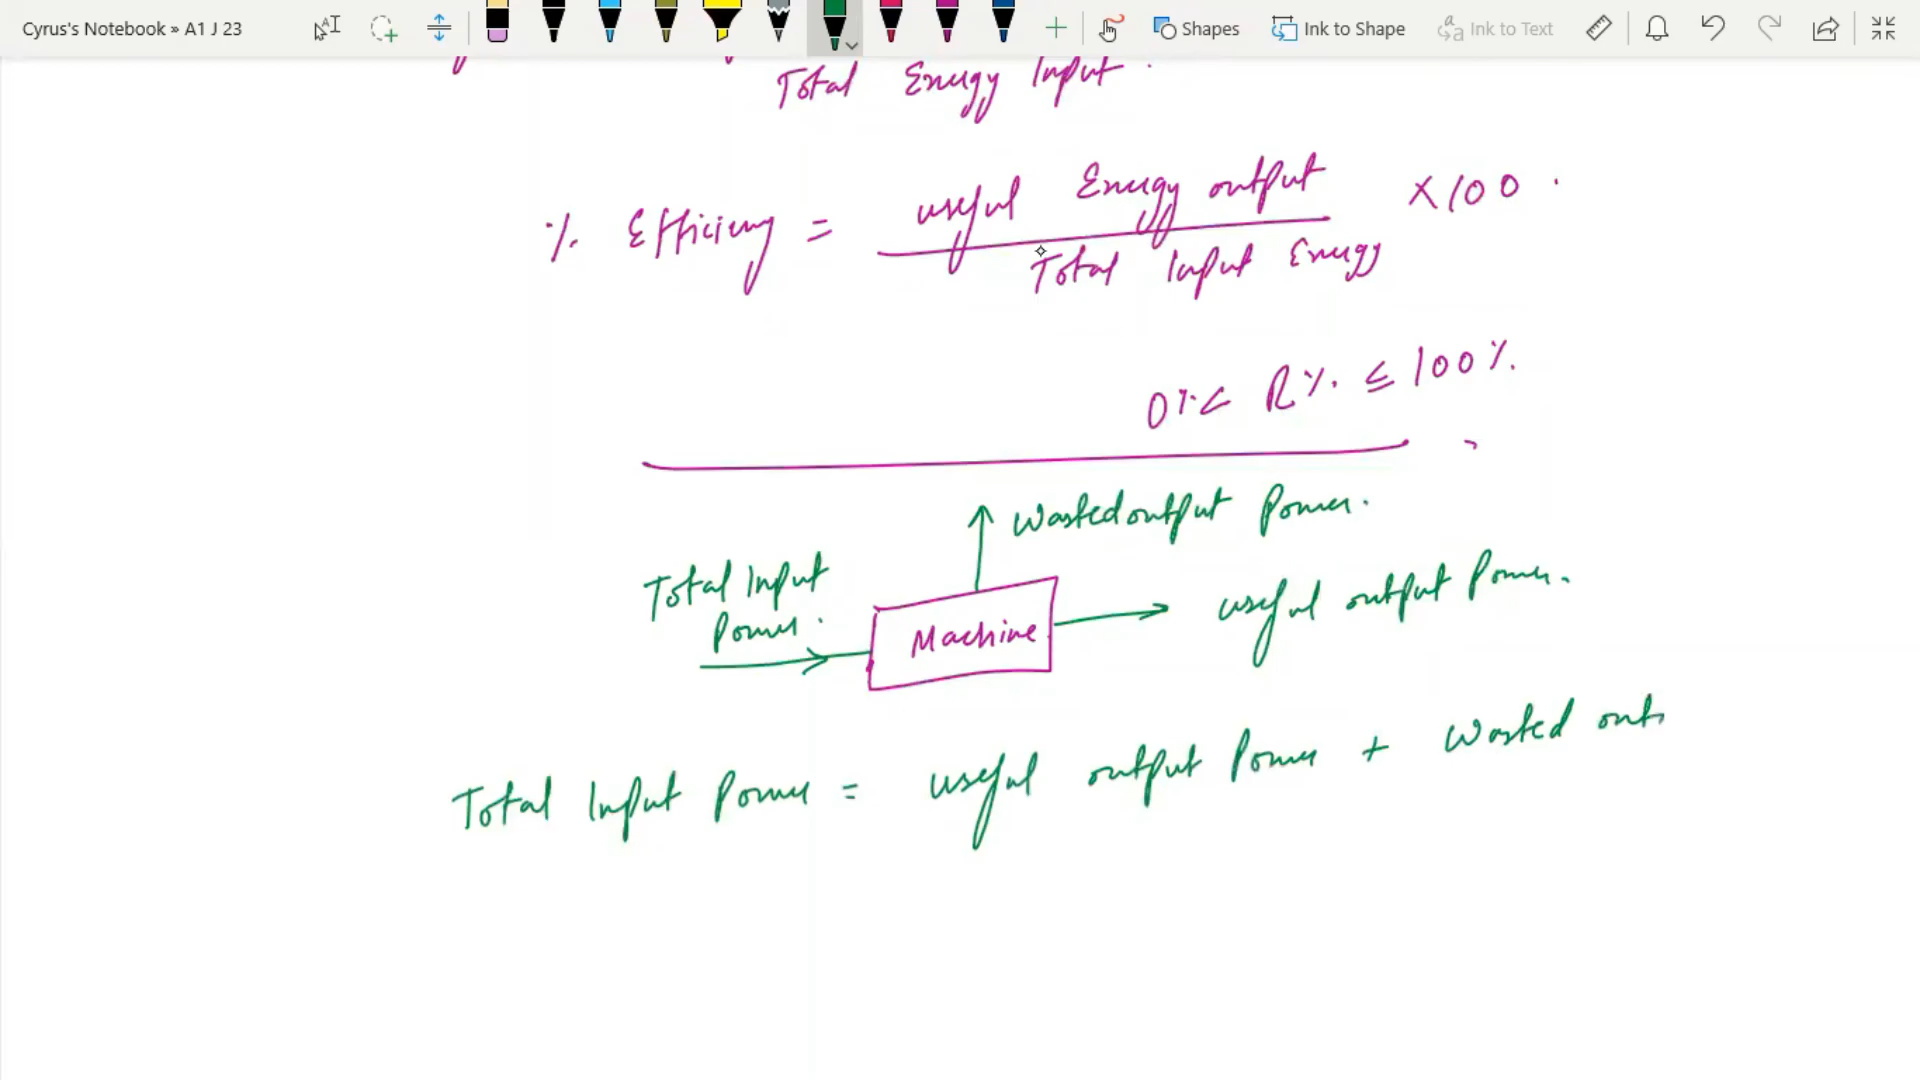 Cyrus's Notebook » A1 J 23
Shapes
Ink to Shape
Ink to Text
Total Energy Input.
% Efficiency = useful Energy output × 100.
Total Input Energy
0% < R% ≤ 100%.
Wasted output Power.
Total Input
Power.
useful output Power.
Machine
Total Input Power = useful output Power + Wasted out